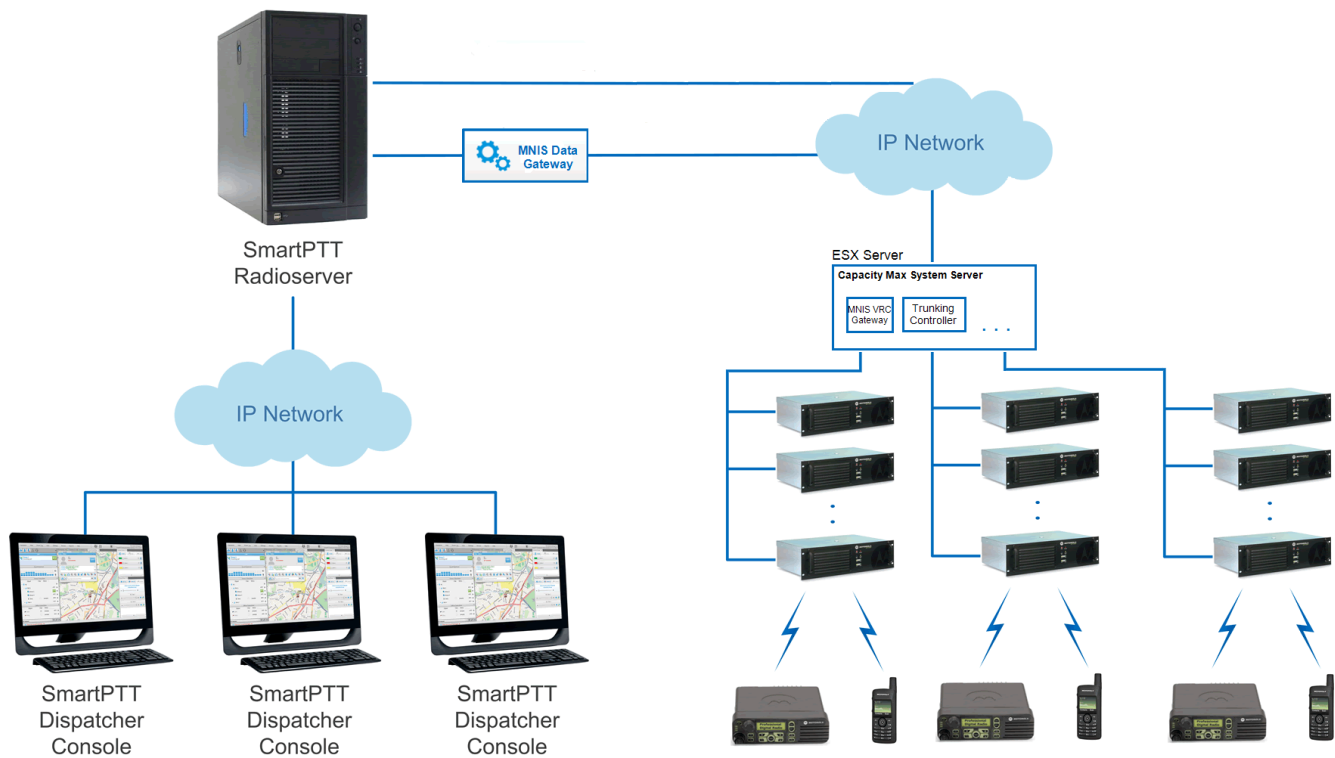 MNIS Data
Gateway
IP Network
SmartPTT
Radioserver
ESX Server
Capacity Max System Server
MNIS VRC
Gateway
Trunking
Controller
. . .
IP Network
SmartPTT
Dispatcher
Console
SmartPTT
Dispatcher
Console
SmartPTT
Dispatcher
Console